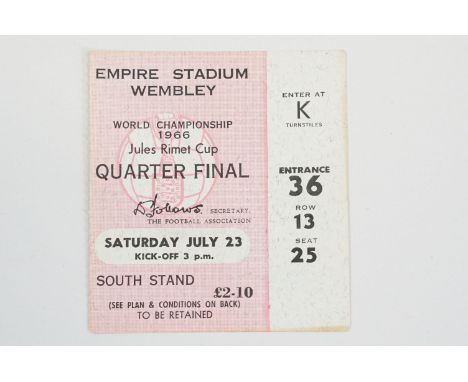 EMPIRE STADIUM
WEMBLEY
WORLD CHAMPIONSHIP
1966
Jules Rimet Cup
QUARTER FINAL
D Follows. SECRETARY,
THE FOOTBALL ASSOCIATION
SATURDAY JULY 23
KICK-OFF 3 p.m.
SOUTH STAND
£2-10
(SEE PLAN & CONDITIONS ON BACK)
TO BE RETAINED
ENTER AT
K
TURNSTILES
ENTRANCE
36
ROW
13
SEAT
25